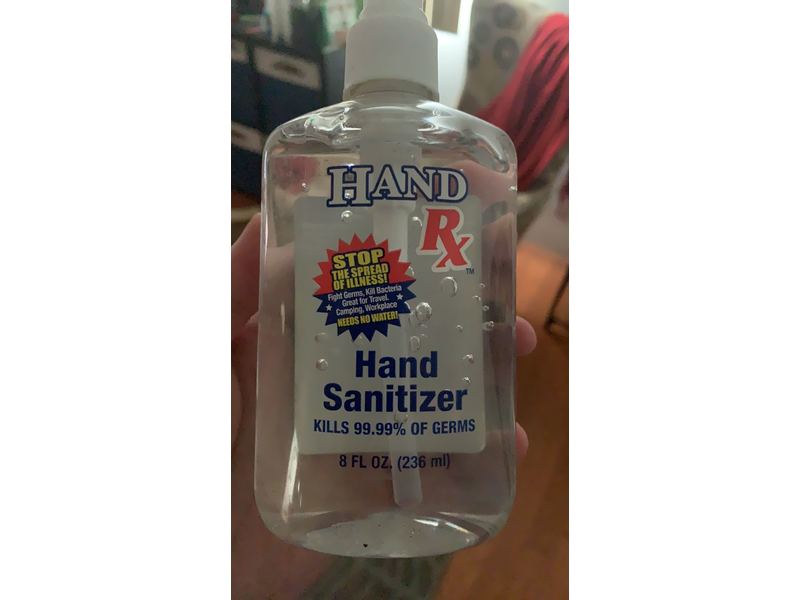 HAND
Rx
TM
STOP
THE SPREAD
OF ILLNESS!
Fight Germs, Kill Bacteria
Great for Travel,
Camping, Workplace
NEEDS NO WATER!
Hand
Sanitizer
KILLS 99.99% OF GERMS
8 FL OZ. (236 ml)